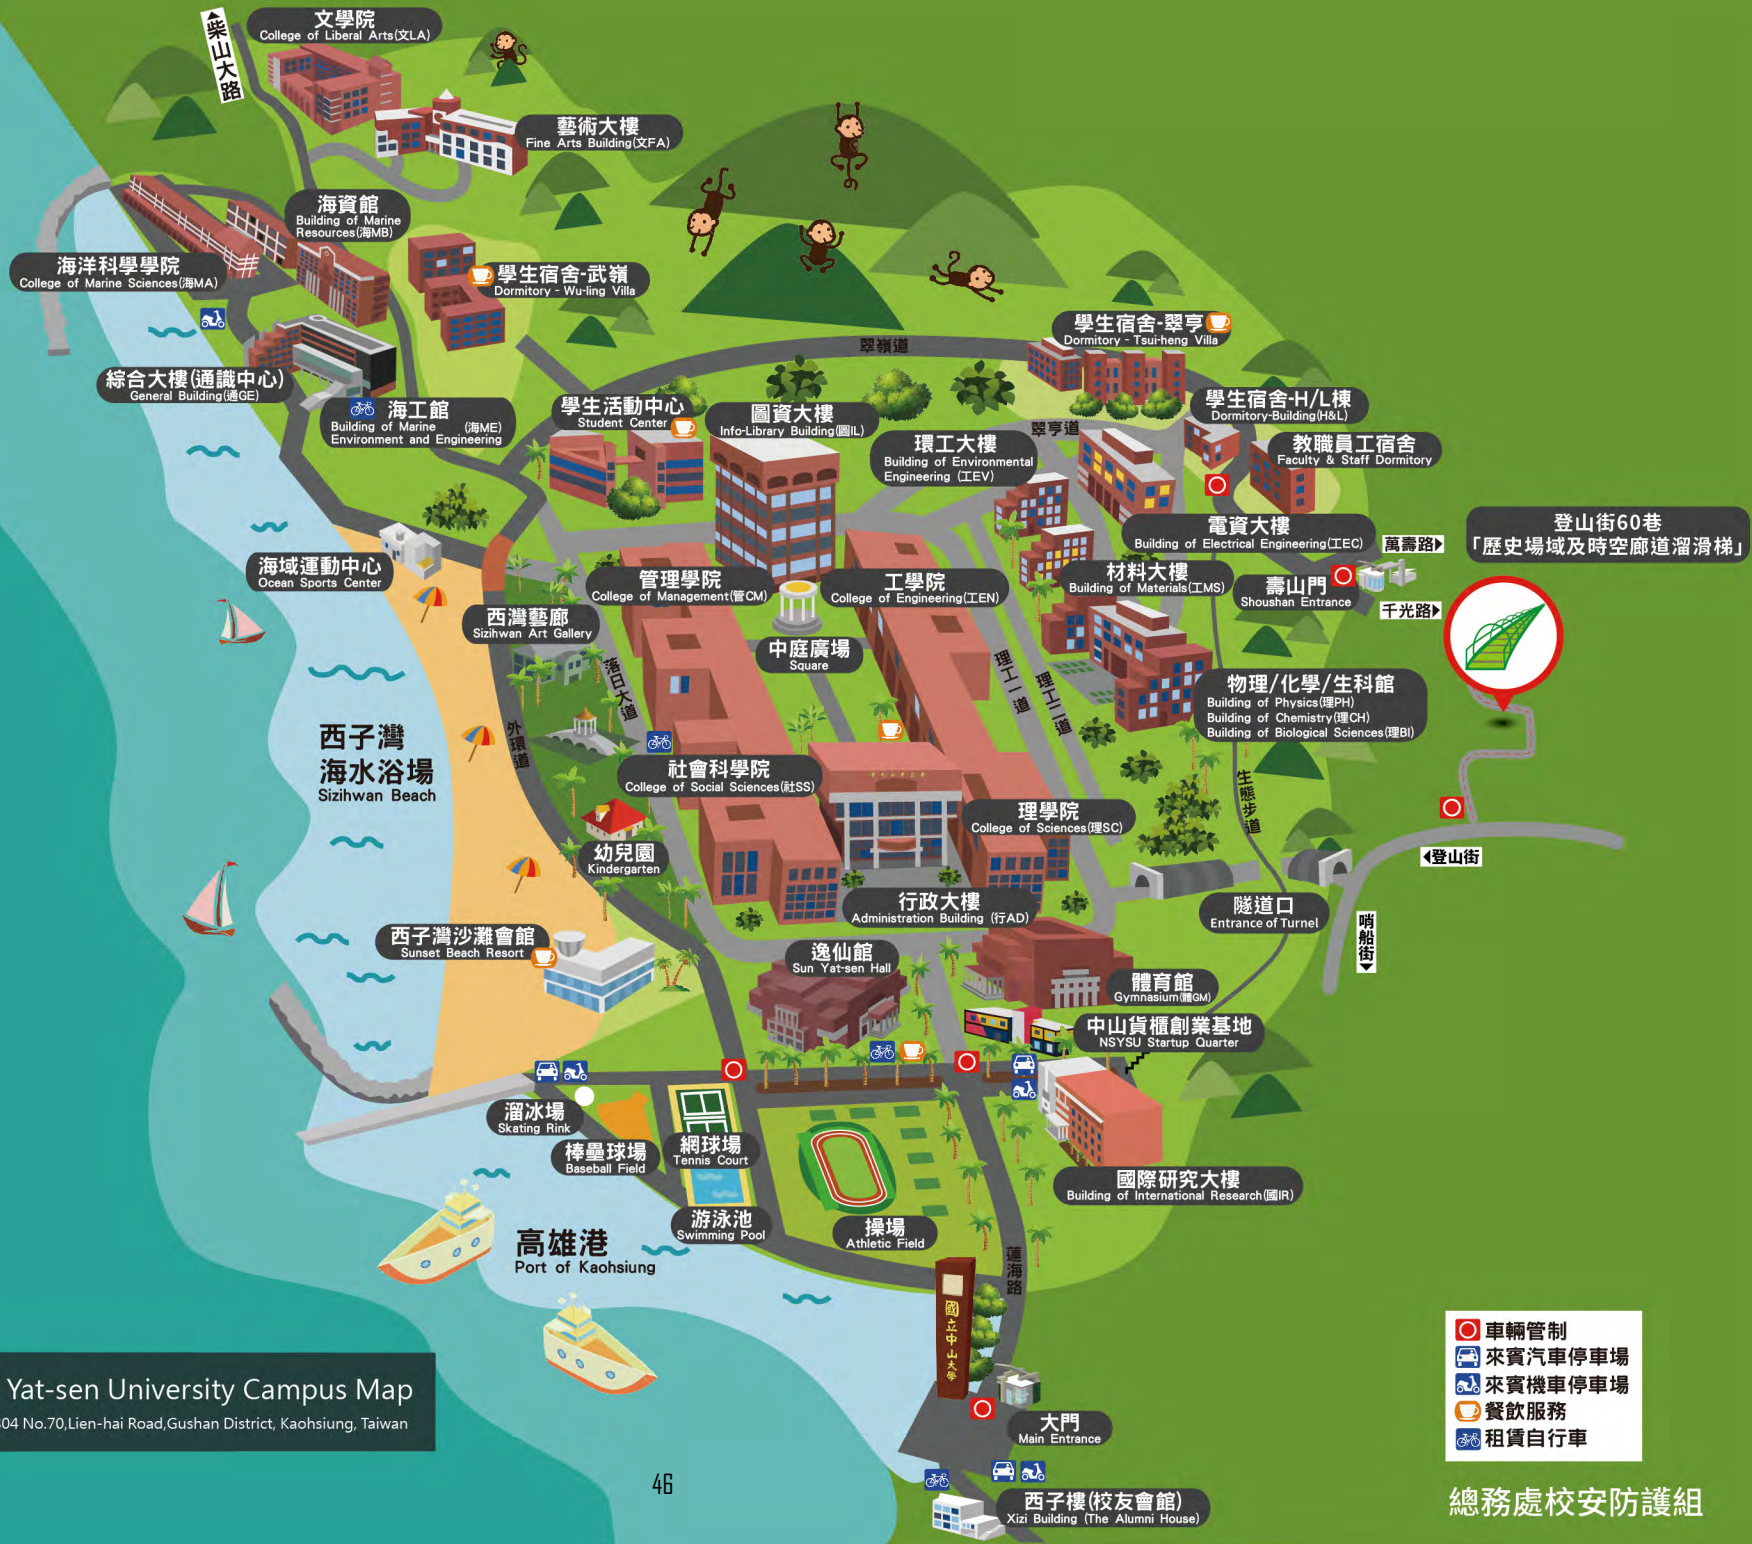 柴山大路
文學院
College of Liberal Arts(文LA)
藝術大樓
Fine Arts Building(文FA)
海資館
Building of Marine
Resources(海MB)
海洋科學學院
College of Marine Sciences(海MA)
學生宿舍-武嶺
Dormitory - Wu-ling Villa
綜合大樓(通識中心)
General Building(通GE)
海工館
Building of Marine (海ME)
Environment and Engineering
翠嶺道
學生宿舍-翠亨
Dormitory - Tsui-heng Villa
學生活動中心
Student Center
圖資大樓
Info-Library Building(圖IL)
環工大樓
Building of Environmental
Engineering (工EV)
翠亨道
學生宿舍-H/L棟
Dormitory-Building(H&L)
教職員工宿舍
Faculty & Staff Dormitory
電資大樓
Building of Electrical Engineering(工EC)
萬壽路
登山街60巷
「歷史場域及時空廊道溜滑梯」
海域運動中心
Ocean Sports Center
管理學院
College of Management(管CM)
工學院
College of Engineering(工EN)
材料大樓
Building of Materials(工MS)
壽山門
Shoushan Entrance
千光路
西灣藝廊
Sizihwan Art Gallery
中庭廣場
Square
落日大道
理工一道
理工二道
物理/化學/生科館
Building of Physics(理PH)
Building of Chemistry(理CH)
Building of Biological Sciences(理BI)
西子灣
海水浴場
Sizihwan Beach
外環道
社會科學院
College of Social Sciences(社SS)
國立中山大學
理學院
College of Sciences(理SC)
生態步道
幼兒園
Kindergarten
登山街
行政大樓
Administration Building (行AD)
隧道口
Entrance of Turnel
哨船街
西子灣沙灘會館
Sunset Beach Resort
逸仙館
Sun Yat-sen Hall
體育館
Gymnasium(體GM)
中山貨櫃創業基地
NSYSU Startup Quarter
溜冰場
Skating Rink
棒壘球場
Baseball Field
網球場
Tennis Court
國際研究大樓
Building of International Research(國IR)
游泳池
Swimming Pool
操場
Athletic Field
高雄港
Port of Kaohsiung
蓮海路
國立中山大學
大門
Main Entrance
西子樓(校友會館)
Xizi Building (The Alumni House)
Yat-sen University Campus Map
804 No.70,Lien-hai Road,Gushan District, Kaohsiung, Taiwan
46
車輛管制
來賓汽車停車場
來賓機車停車場
餐飲服務
租賃自行車
總務處校安防護組